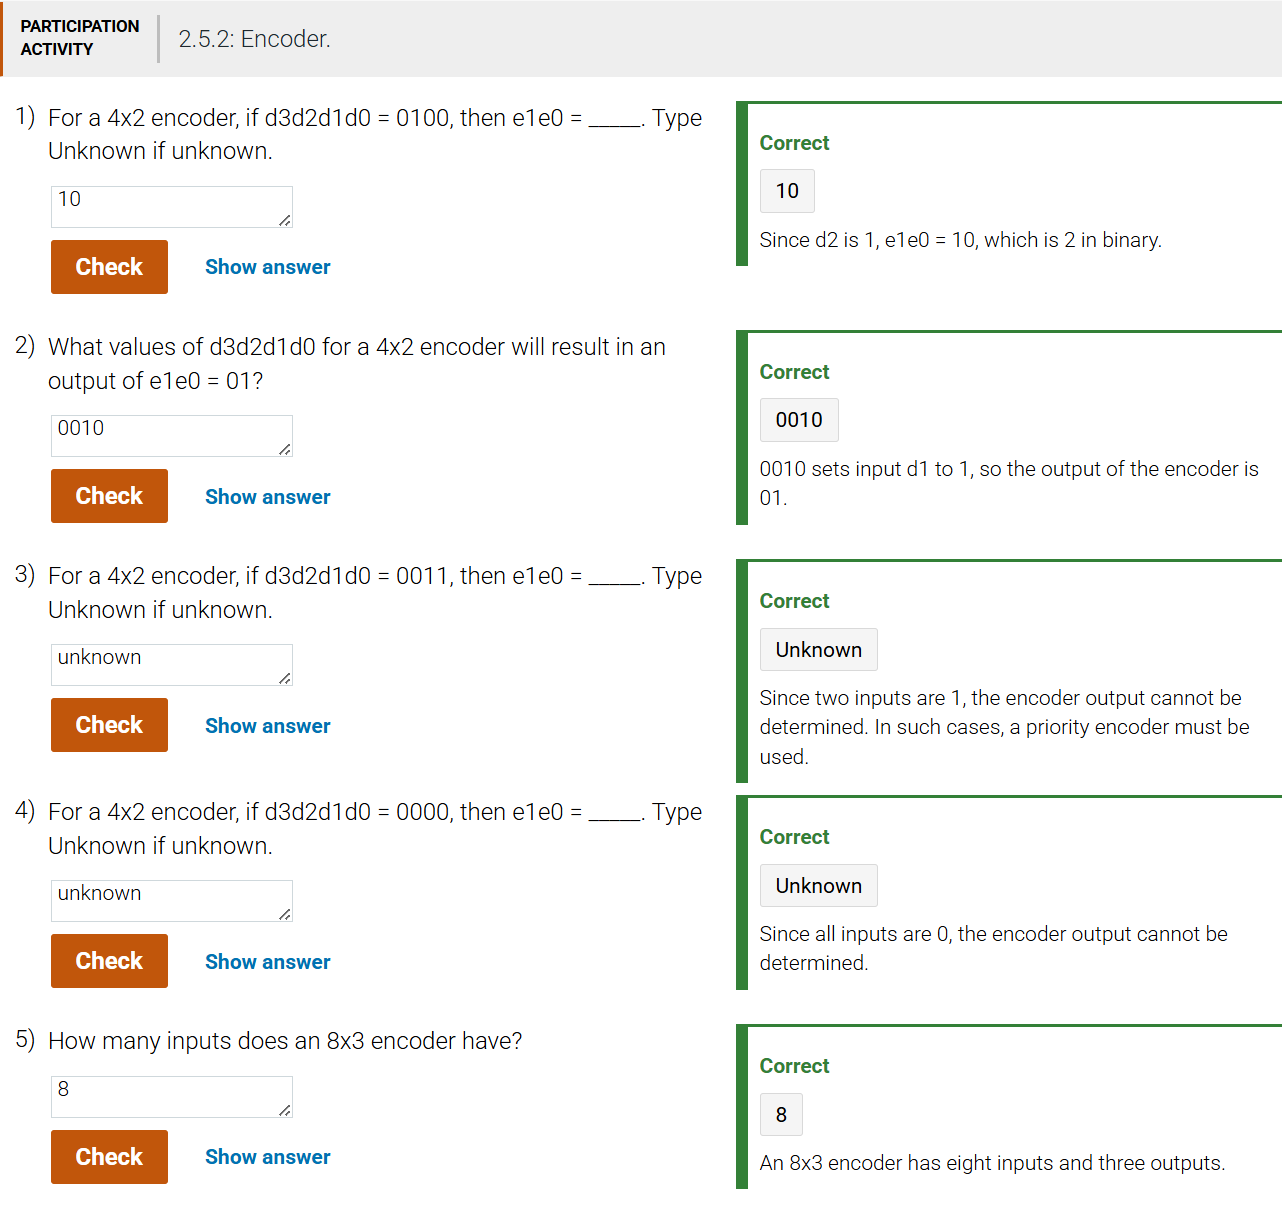 PARTICIPATION
ACTIVITY
2.5.2: Encoder.
1) For a 4x2 encoder, if d3d2d1d0 = 0100, then e1e0 = _____. Type
Unknown if unknown.
10
Check Show answer
Correct
10
Since d2 is 1, e1e0 = 10, which is 2 in binary.
2) What values of d3d2d1d0 for a 4x2 encoder will result in an
output of e1e0 = 01?
0010
Check Show answer
Correct
0010
0010 sets input d1 to 1, so the output of the encoder is
01.
3) For a 4x2 encoder, if d3d2d1d0 = 0011, then e1e0 = _____. Type
Unknown if unknown.
unknown
Check Show answer
Correct
Unknown
Since two inputs are 1, the encoder output cannot be
determined. In such cases, a priority encoder must be
used.
4) For a 4x2 encoder, if d3d2d1d0 = 0000, then e1e0 = _____. Type
Unknown if unknown.
unknown
Check Show answer
Correct
Unknown
Since all inputs are 0, the encoder output cannot be
determined.
5) How many inputs does an 8x3 encoder have?
8
Check Show answer
Correct
8
An 8x3 encoder has eight inputs and three outputs.